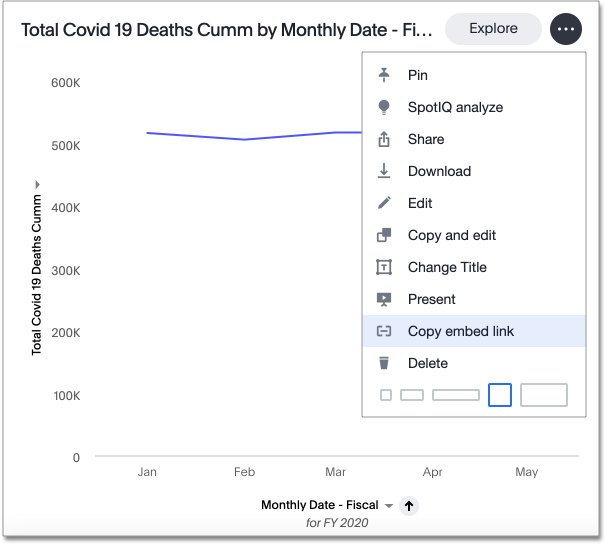 Total Covid 19 Deaths Cumm by Monthly Date - Fi...
Explore
600K
500K
400K
300K
200K
100K
0
Total Covid 19 Deaths Cumm
Pin
SpotIQ analyze
Share
Download
Edit
Copy and edit
Change Title
Present
Copy embed link
Delete
Jan Feb Mar Apr May
Monthly Date - Fiscal
for FY 2020